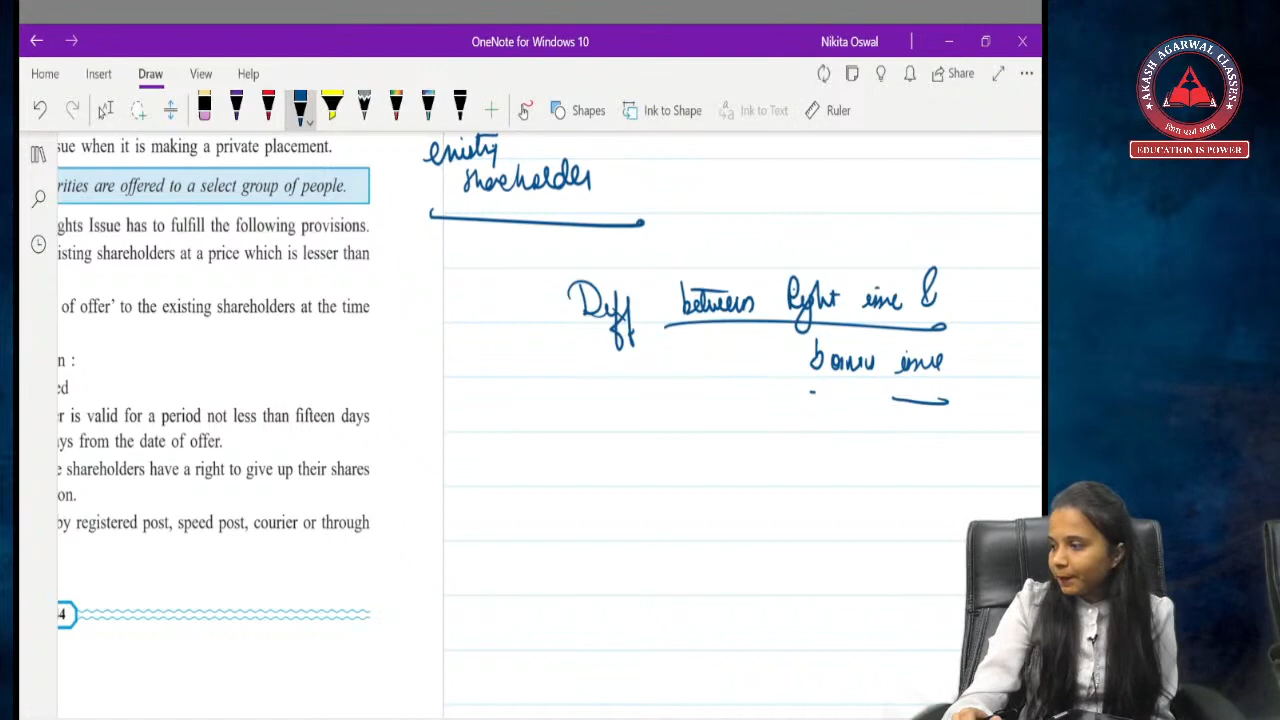 OneNote for Windows 10
Nikita Oswal
Home Insert Draw View Help
Share
Shapes Ink to Shape Ink to Text Ruler
sue when it is making a private placement.
rities are offered to a select group of people.
ghts Issue has to fulfill the following provisions.
isting shareholders at a price which is lesser than
of offer’ to the existing shareholders at the time
n :
ed
r is valid for a period not less than fifteen days
ys from the date of offer.
e shareholders have a right to give up their shares
on.
by registered post, speed post, courier or through
4
shareholder
Diff between Right issue &
bonus issue
AKASH AGARWAL CLASSES
EDUCATION IS POWER